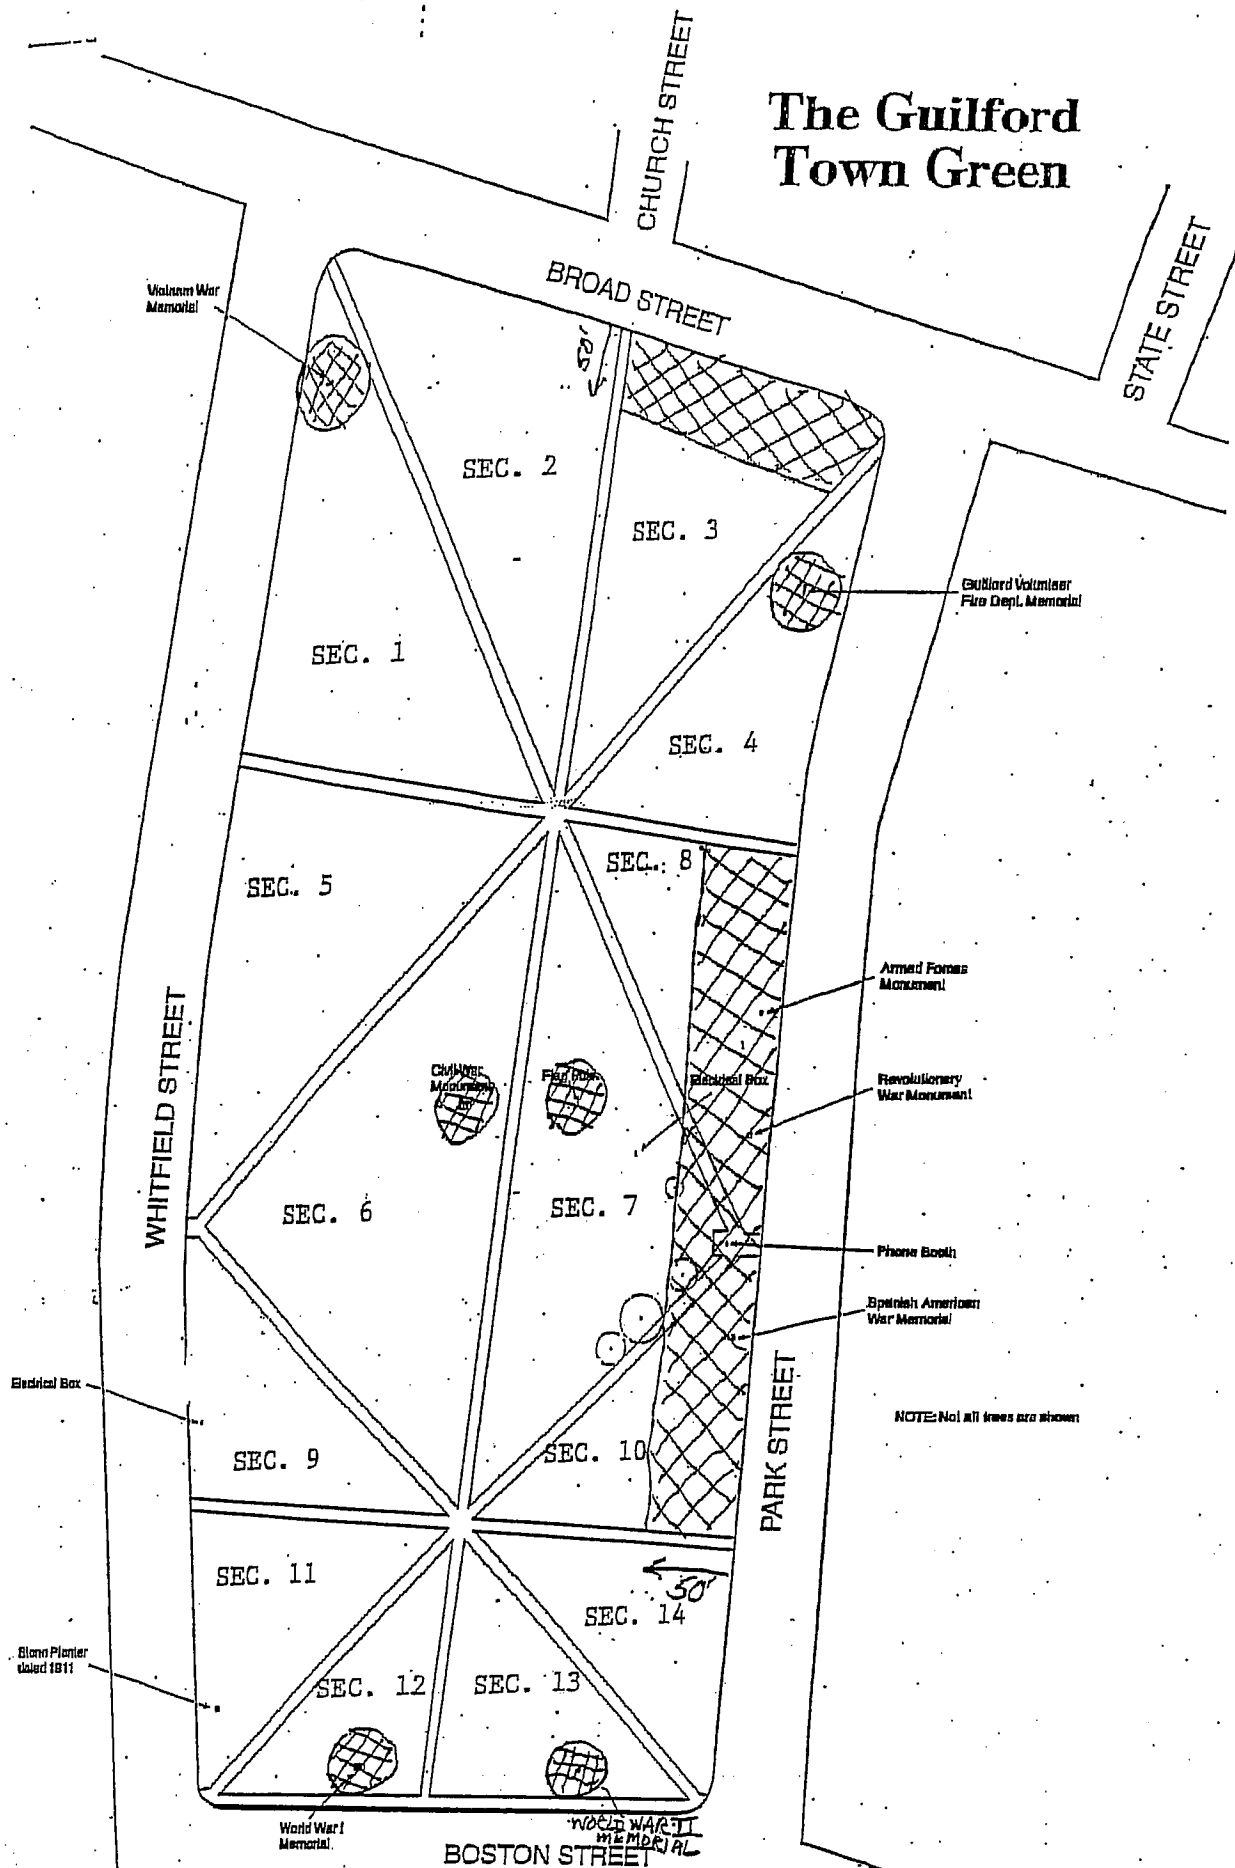 The Guilford
Town Green
CHURCH STREET
STATE STREET
BROAD STREET
50'
Vietnam War
Memorial
SEC. 2
SEC. 3
Guilford Volunteer
Fire Dept. Memorial
SEC. 1
SEC. 4
SEC. 8
SEC. 5
Armed Forces
Monument
WHITFIELD STREET
Civil War
Monument
Flag Pole
Electrical Box
Revolutionary
War Monument
SEC. 6
SEC. 7
Phone Booth
Spanish American
War Memorial
Electrical Box
PARK STREET
NOTE: Not all trees are shown
SEC. 9
SEC. 10
SEC. 11
50'
SEC. 14
Stone Planter
dated 1911
SEC. 12
SEC. 13
World War I
Memorial
WORLD WAR II
MEMORIAL
BOSTON STREET